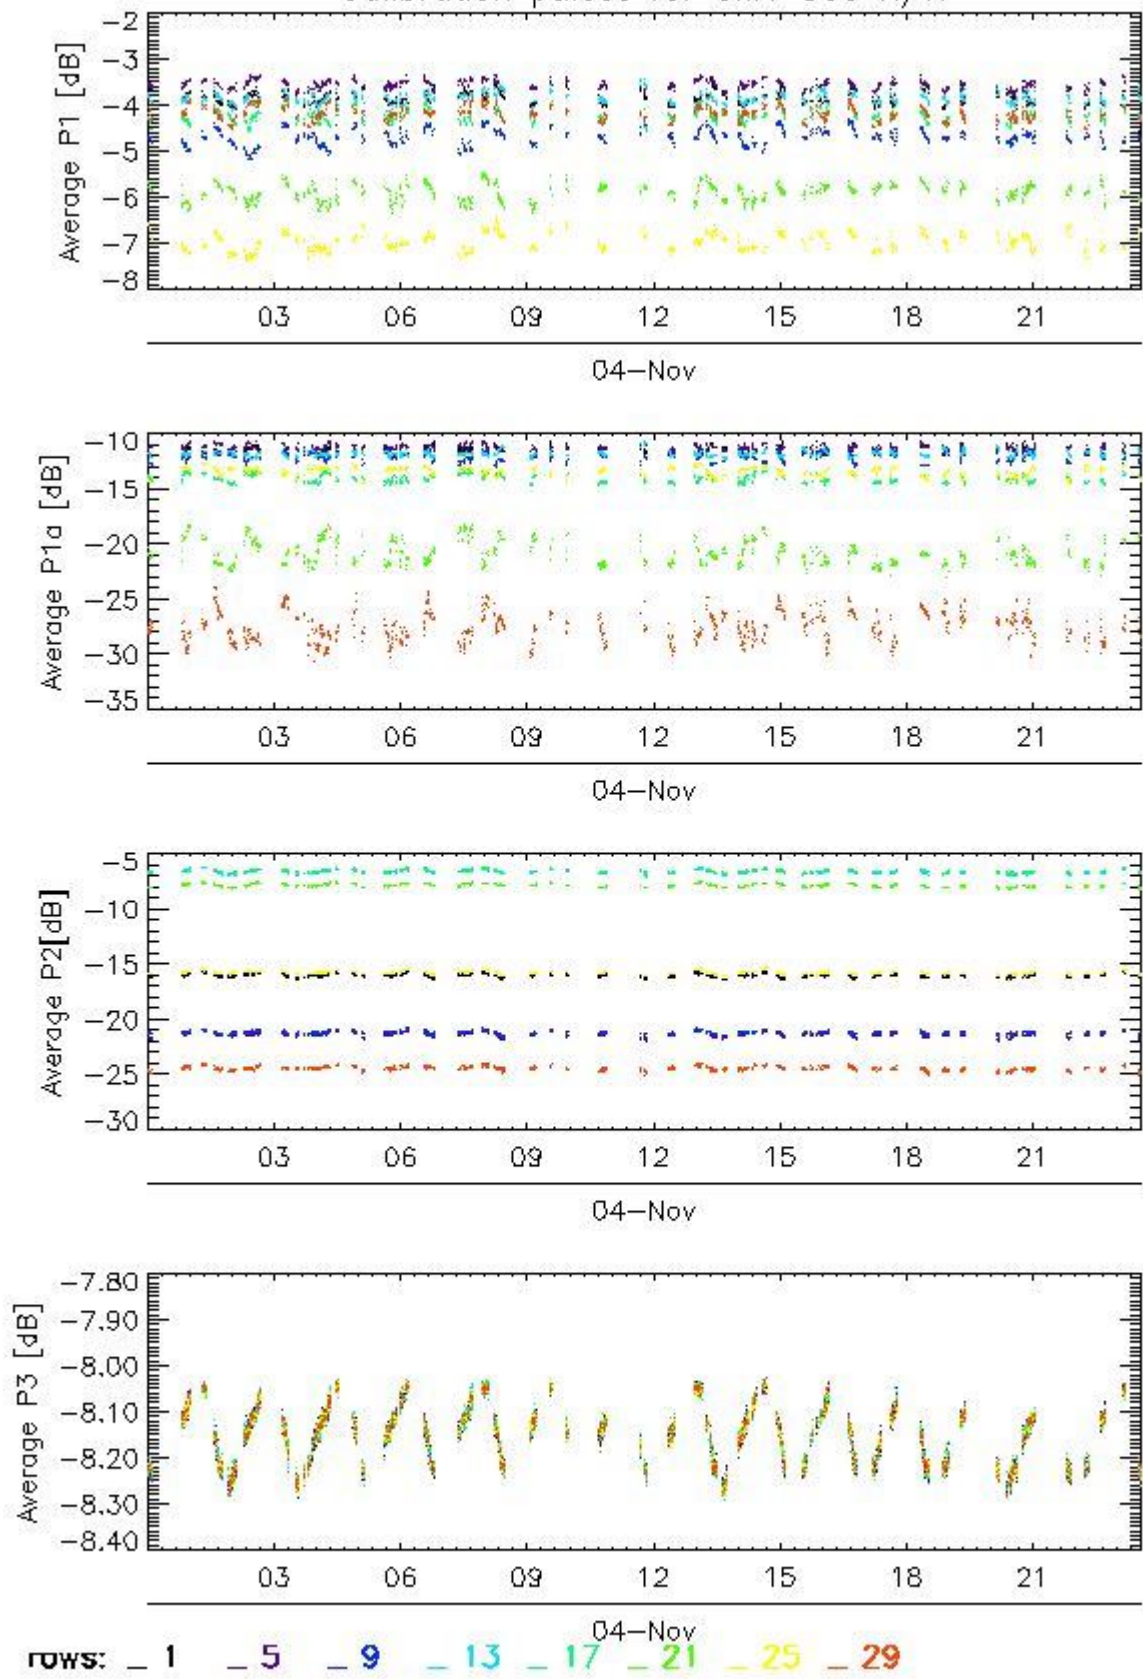 -2
-3
-4
-5
-6
-7
-8
Average P1 [dB]
03 06 09 12 15 18 21
04-Nov
-10
-15
-20
-25
-30
-35
Average P1a [dB]
03 06 09 12 15 18 21
04-Nov
-5
-10
-15
-20
-25
-30
Average P2[dB]
03 06 09 12 15 18 21
04-Nov
-7.80
-7.90
-8.00
-8.10
-8.20
-8.30
-8.40
Average P3 [dB]
03 06 09 12 15 18 21
04-Nov
rows: _ 1 _ 5 _ 9 _ 13 _ 17 _ 21 _ 25 _ 29